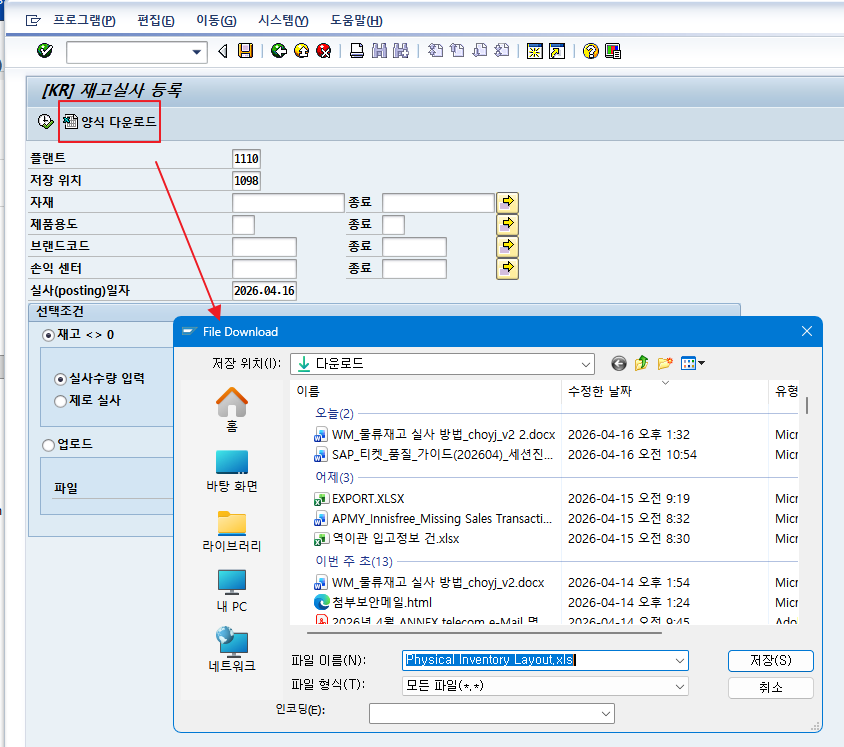 프로그램(P) 편집(E) 이동(G) 시스템(Y) 도움말(H)
[KR] 재고실사 등록
양식 다운로드
플랜트 1110
저장 위치 1098
자재 종료
제품용도 종료
브랜드코드 종료
손익 센터 종료
실사(posting)일자 2026.04.16
선택조건
재고 <> 0
실사수량 입력
제로 실사
업로드
파일
File Download
저장 위치(I): 다운로드
홈
바탕 화면
라이브러리
내 PC
네트워크
이름 수정한 날짜 유형
오늘(2)
WM_물류재고 실사 방법_choyj_v2 2.docx 2026-04-16 오후 1:32 Micr
SAP_티켓_품질_가이드(202604)_세션진... 2026-04-16 오전 10:54 Micr
어제(3)
EXPORT.XLSX 2026-04-15 오전 9:19 Micr
APMY_Innisfree_Missing Sales Transacti... 2026-04-15 오전 8:32 Micr
역이관 입고정보 건.xlsx 2026-04-15 오전 8:30 Micr
이번 주 초(13)
WM_물류재고 실사 방법_choyj_v2.docx 2026-04-14 오후 1:54 Micr
첨부보안메일.html 2026-04-14 오후 1:24 Micr
2026년 4월 ANNEX telecom e-Mail 명 2026-04-14 오전 9:45 Ado
파일 이름(N): Physical Inventory Layout.xls 저장(S)
파일 형식(T): 모든 파일(*.*) 취소
인코딩(E):